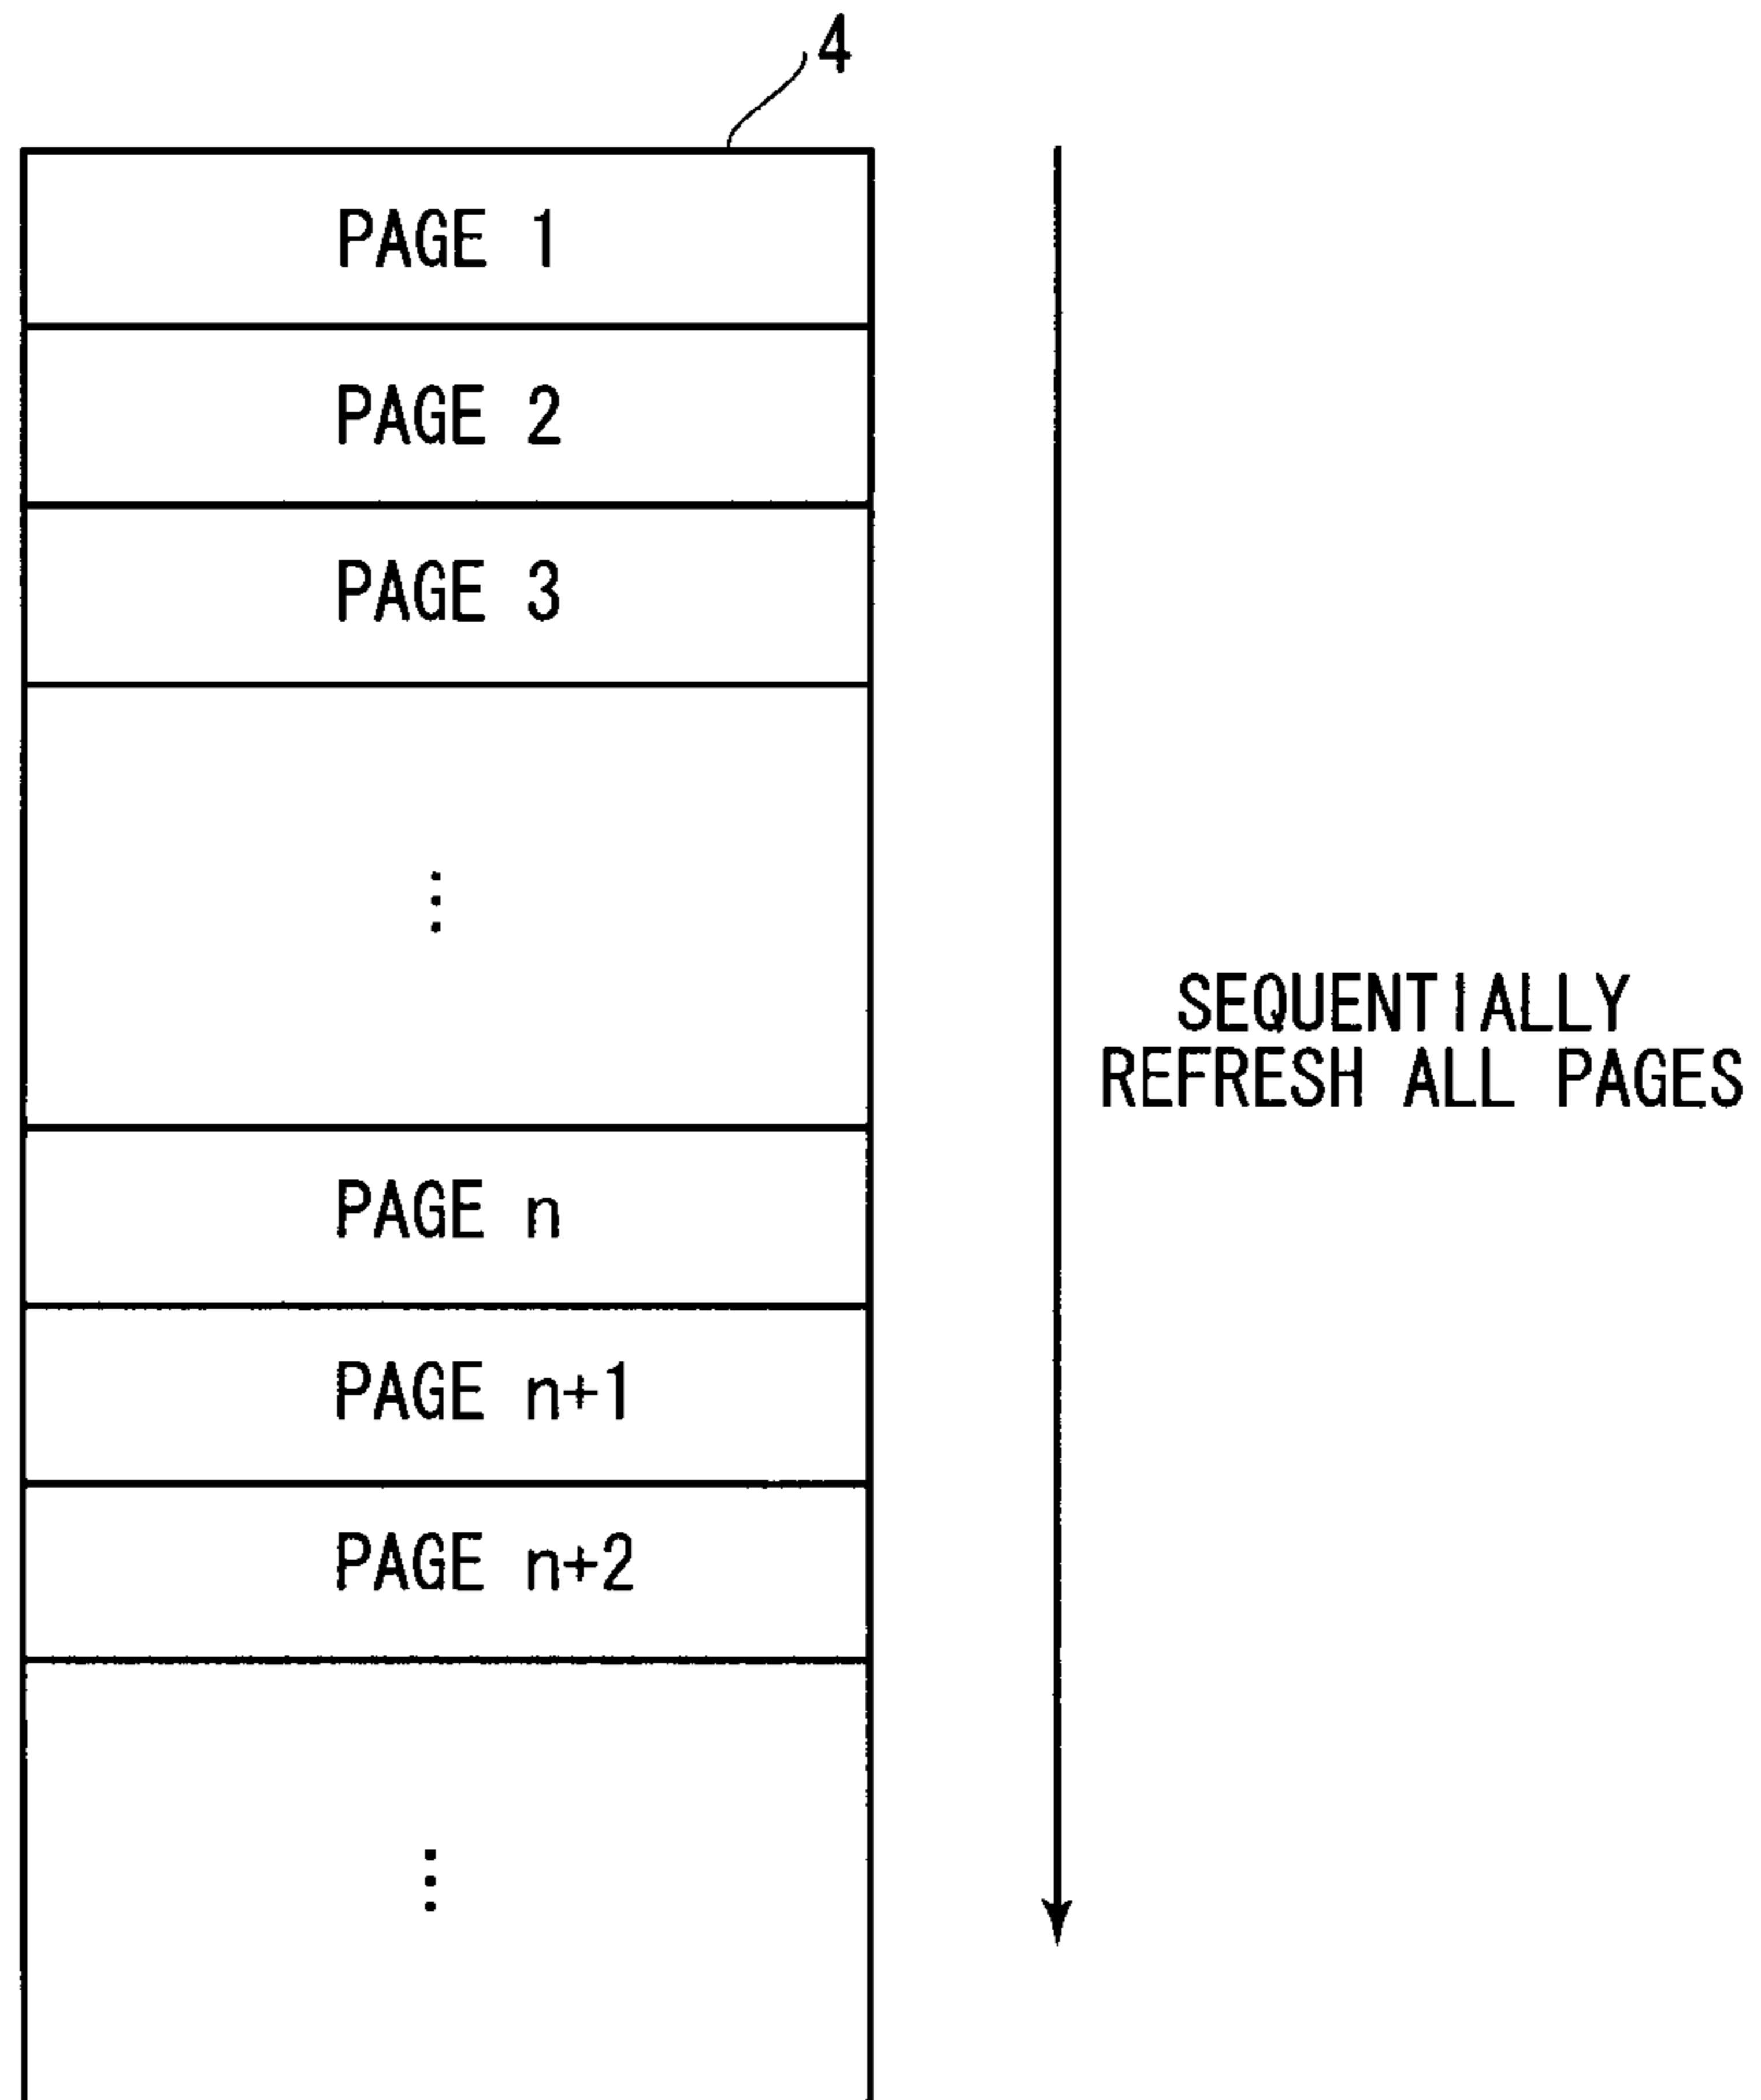 4
PAGE 1
PAGE 2
PAGE 3
⋮
SEQUENTIALLY
REFRESH ALL PAGES
PAGE n
PAGE n+1
PAGE n+2
⋮